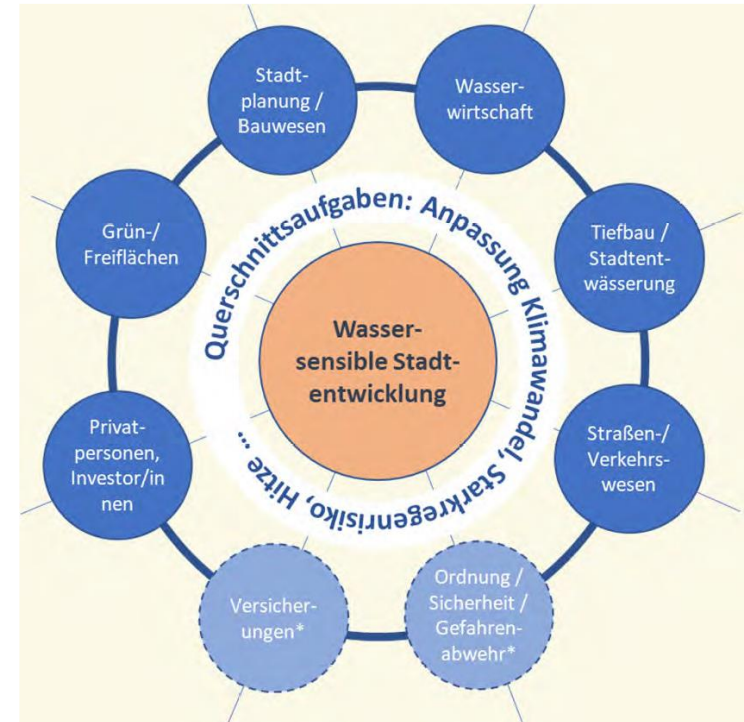 Stadt-
planung /
Bauwesen
Wasser-
wirtschaft
Tiefbau /
Stadtent-
wässerung
Straßen-/
Verkehrs-
wesen
Ordnung /
Sicherheit /
Gefahren-
abwehr*
Versicher-
ungen*
Privat-
personen,
Investor/in
nen
Grün-/
Freiflächen
Querschnittsaufgaben: Anpassung Klimawandel, Starkregenrisiko, Hitze ...
Wasser-
sensible Stadt-
entwicklung